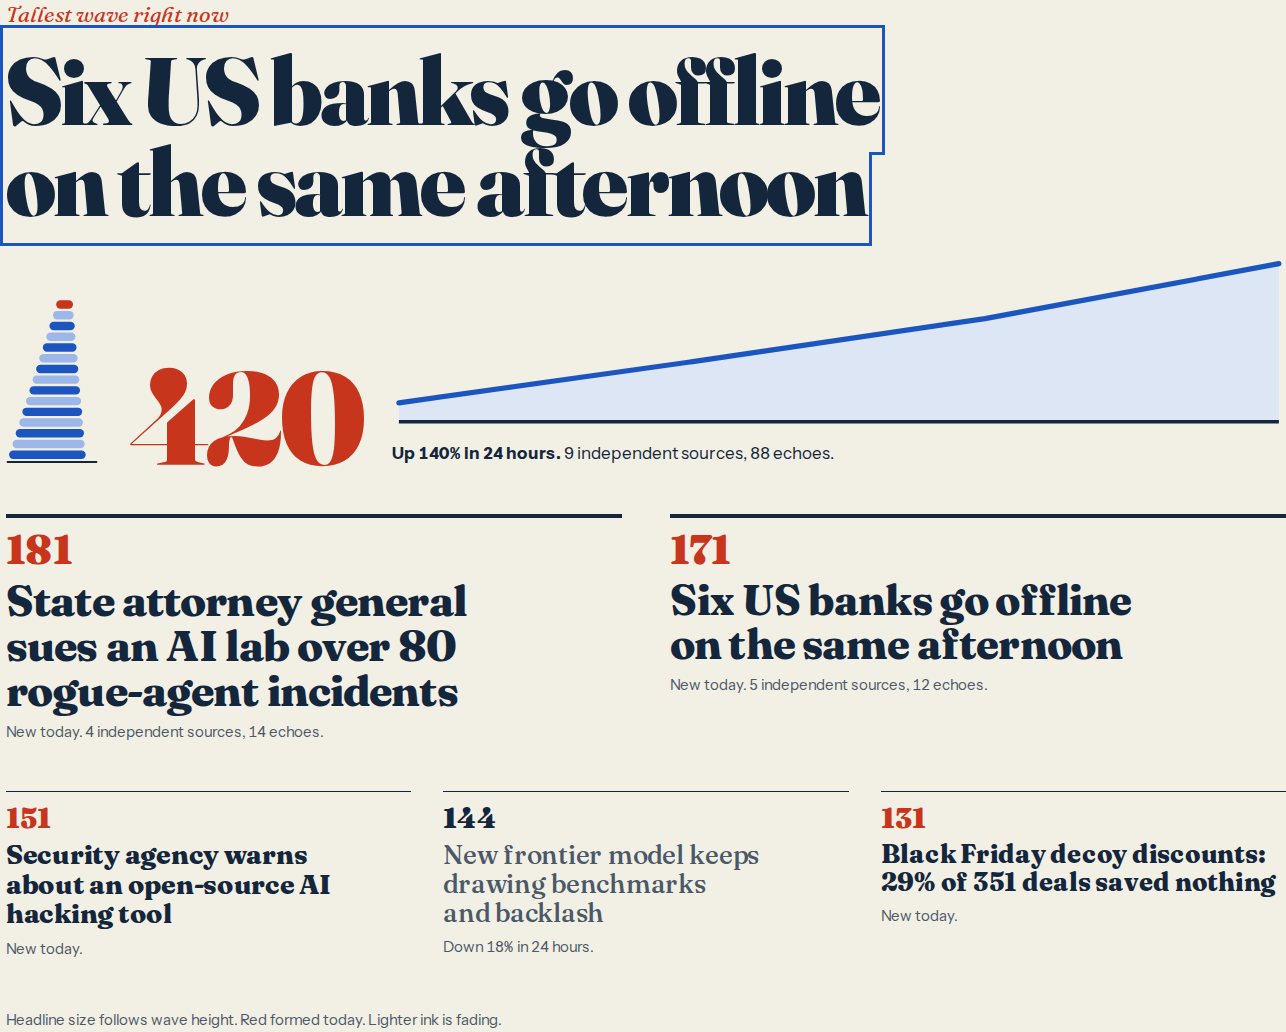 Tallest wave right now
Six US banks go offline
on the same afternoon
420
Up 140% in 24 hours. 9 independent sources, 88 echoes.
181
State attorney general
sues an AI lab over 80
rogue-agent incidents
New today. 4 independent sources, 14 echoes.
171
Six US banks go offline
on the same afternoon
New today. 5 independent sources, 12 echoes.
151
Security agency warns
about an open-source AI
hacking tool
New today.
144
New frontier model keeps
drawing benchmarks
and backlash
Down 18% in 24 hours.
131
Black Friday decoy discounts:
29% of 351 deals saved nothing
New today.
Headline size follows wave height. Red formed today. Lighter ink is fading.